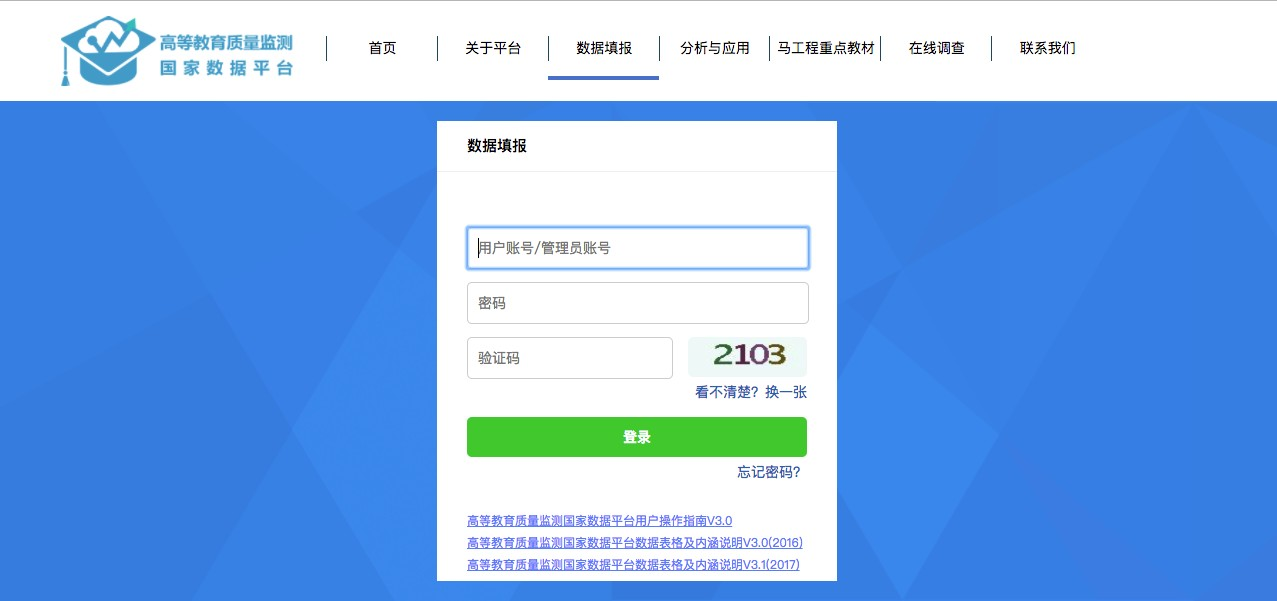 高等教育质量监测
国家数据平台
首页
关于平台
数据填报
分析与应用
马工程重点教材
在线调查
联系我们
数据填报
用户账号/管理员账号
密码
验证码
2103
看不清楚？换一张
登录
忘记密码？
高等教育质量监测国家数据平台用户操作指南V3.0
高等教育质量监测国家数据平台数据表格及内涵说明V3.0(2016)
高等教育质量监测国家数据平台数据表格及内涵说明V3.1(2017)